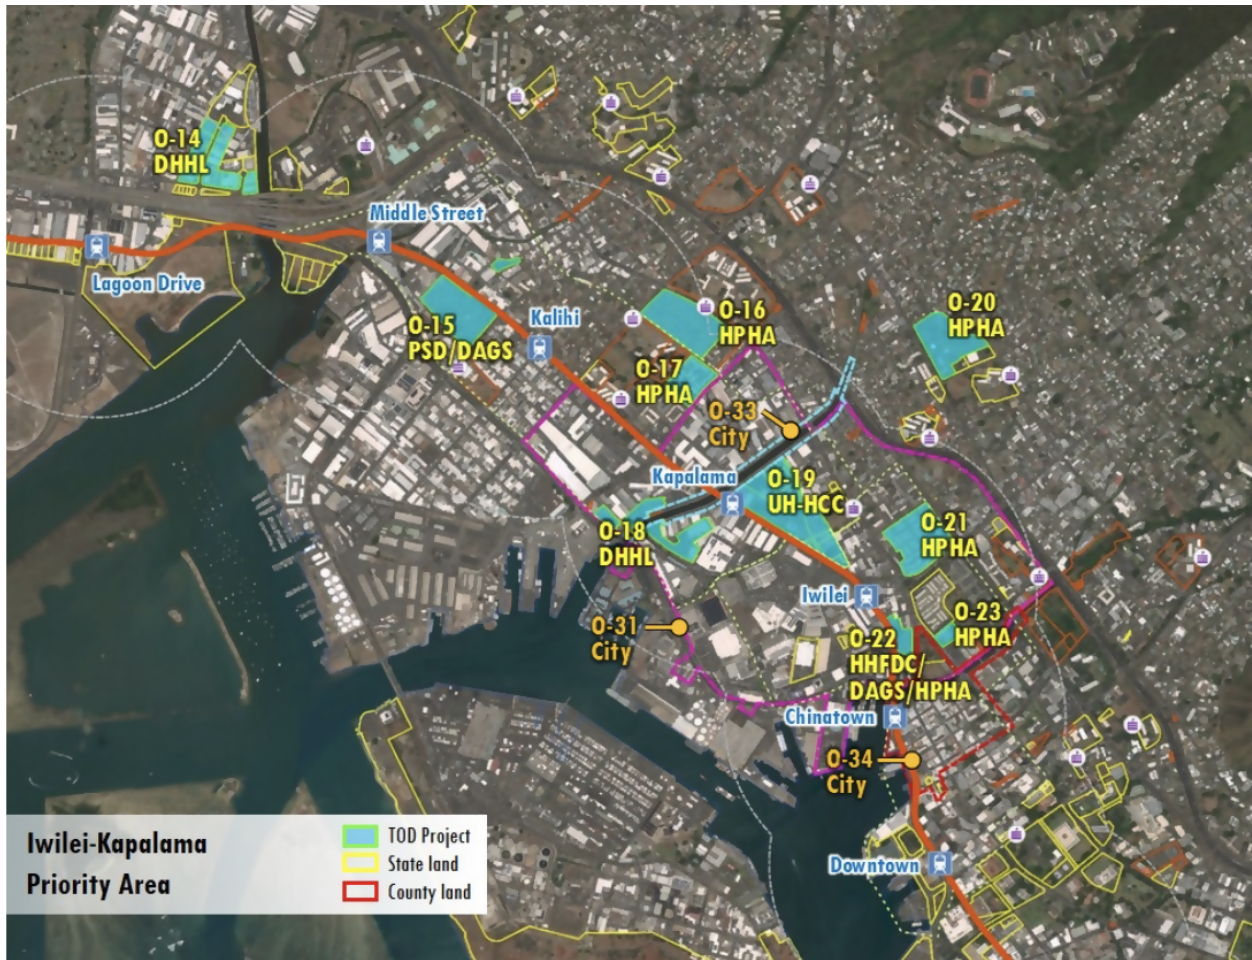 O-14
DHHL
Middle Street
Lagoon Drive
O-15
PSD/DAGS
Kalihi
O-16
HPHA
O-20
HPHA
O-17
HPHA
O-33
City
Kapalama
O-19
UH-HCC
O-18
DHHL
O-21
HPHA
Iwilei
O-31
City
O-23
HPHA
O-22
HHFDC/
DAGS/HPHA
Chinatown
O-34
City
Downtown
Iwilei-Kapalama
Priority Area
TOD Project
State land
County land